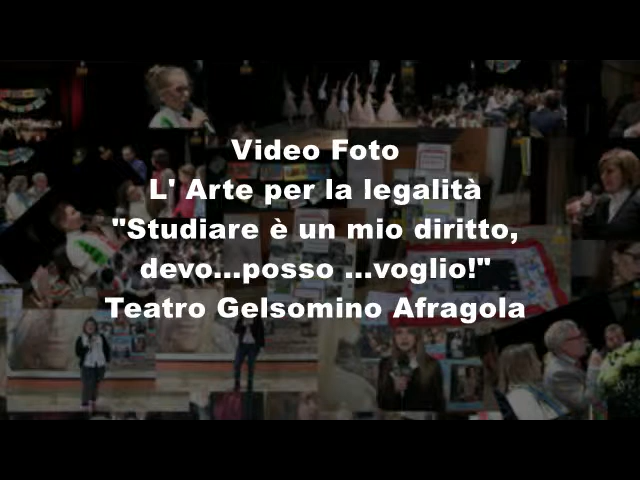 Video Foto
L' Arte per la legalità
"Studiare è un mio diritto,
devo...posso ...voglio!"
Teatro Gelsomino Afragola